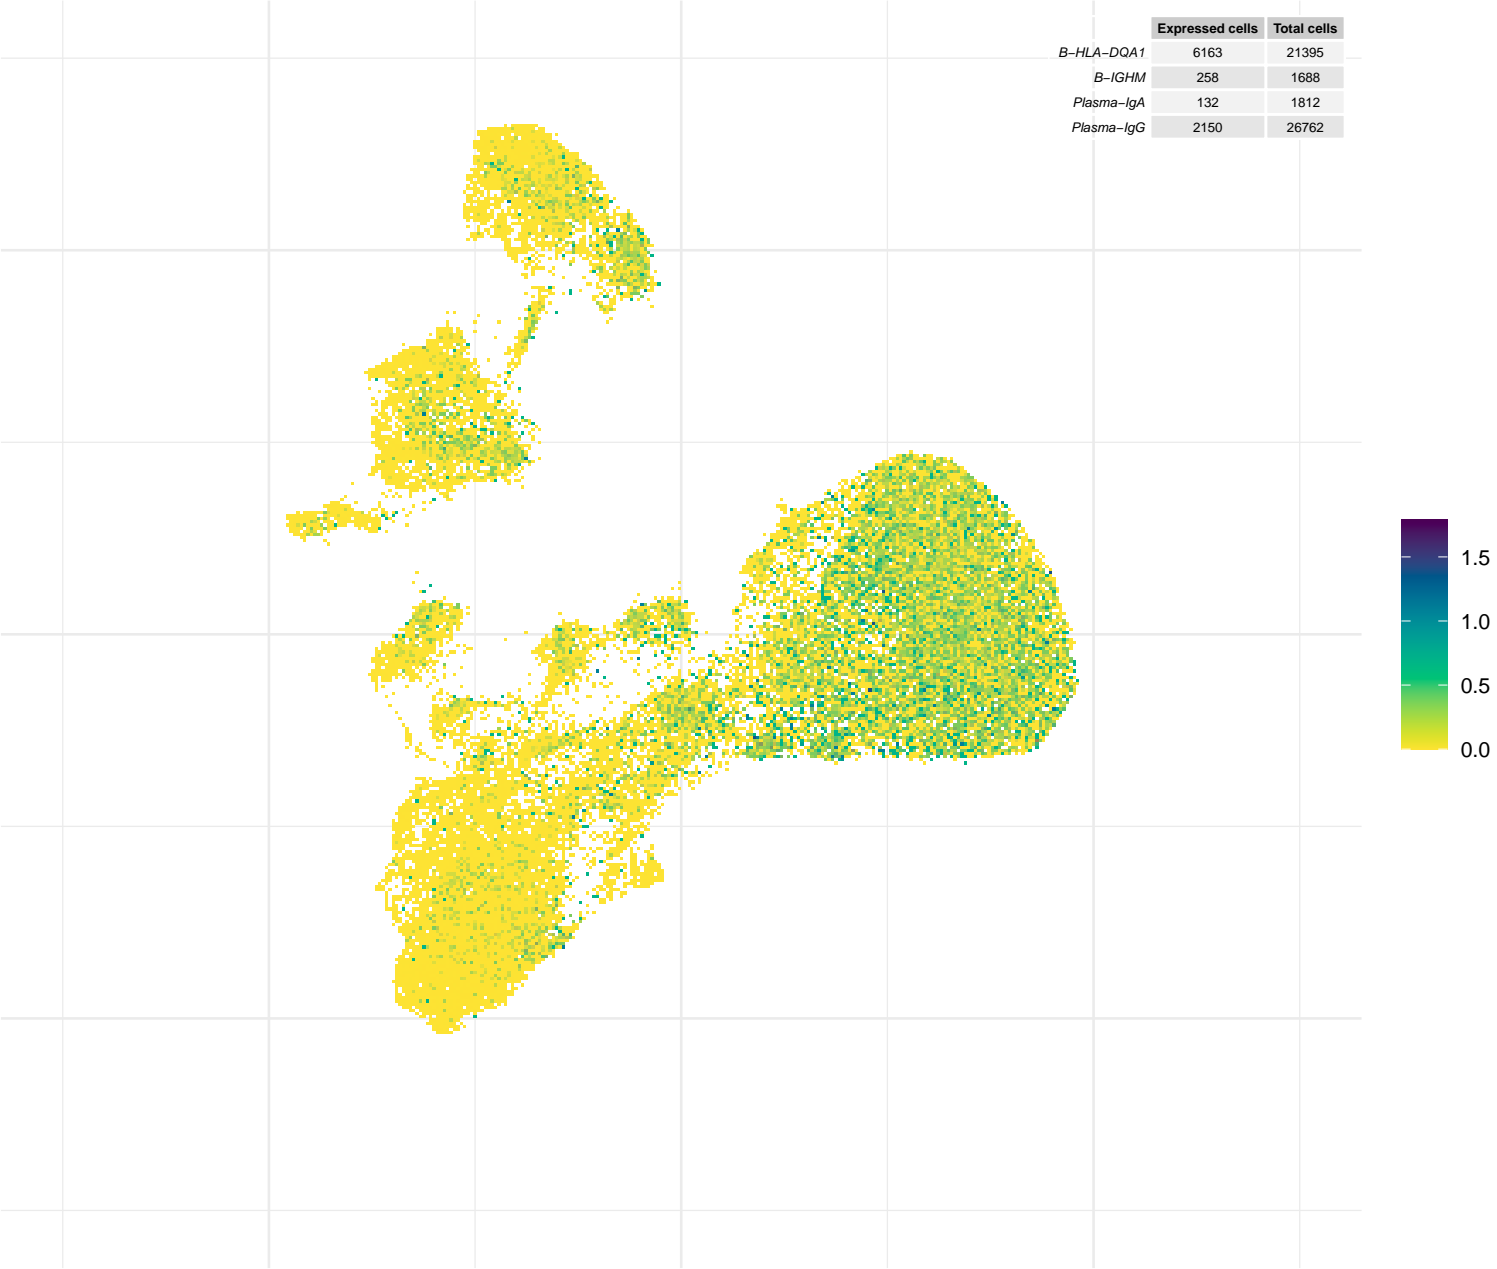 Expressed cells Total cells
B−HLA−DQA1 6163 21395
B−IGHM 258 1688
Plasma−IgA 132 1812
Plasma−IgG 2150 26762
1.5
1.0
0.5
0.0